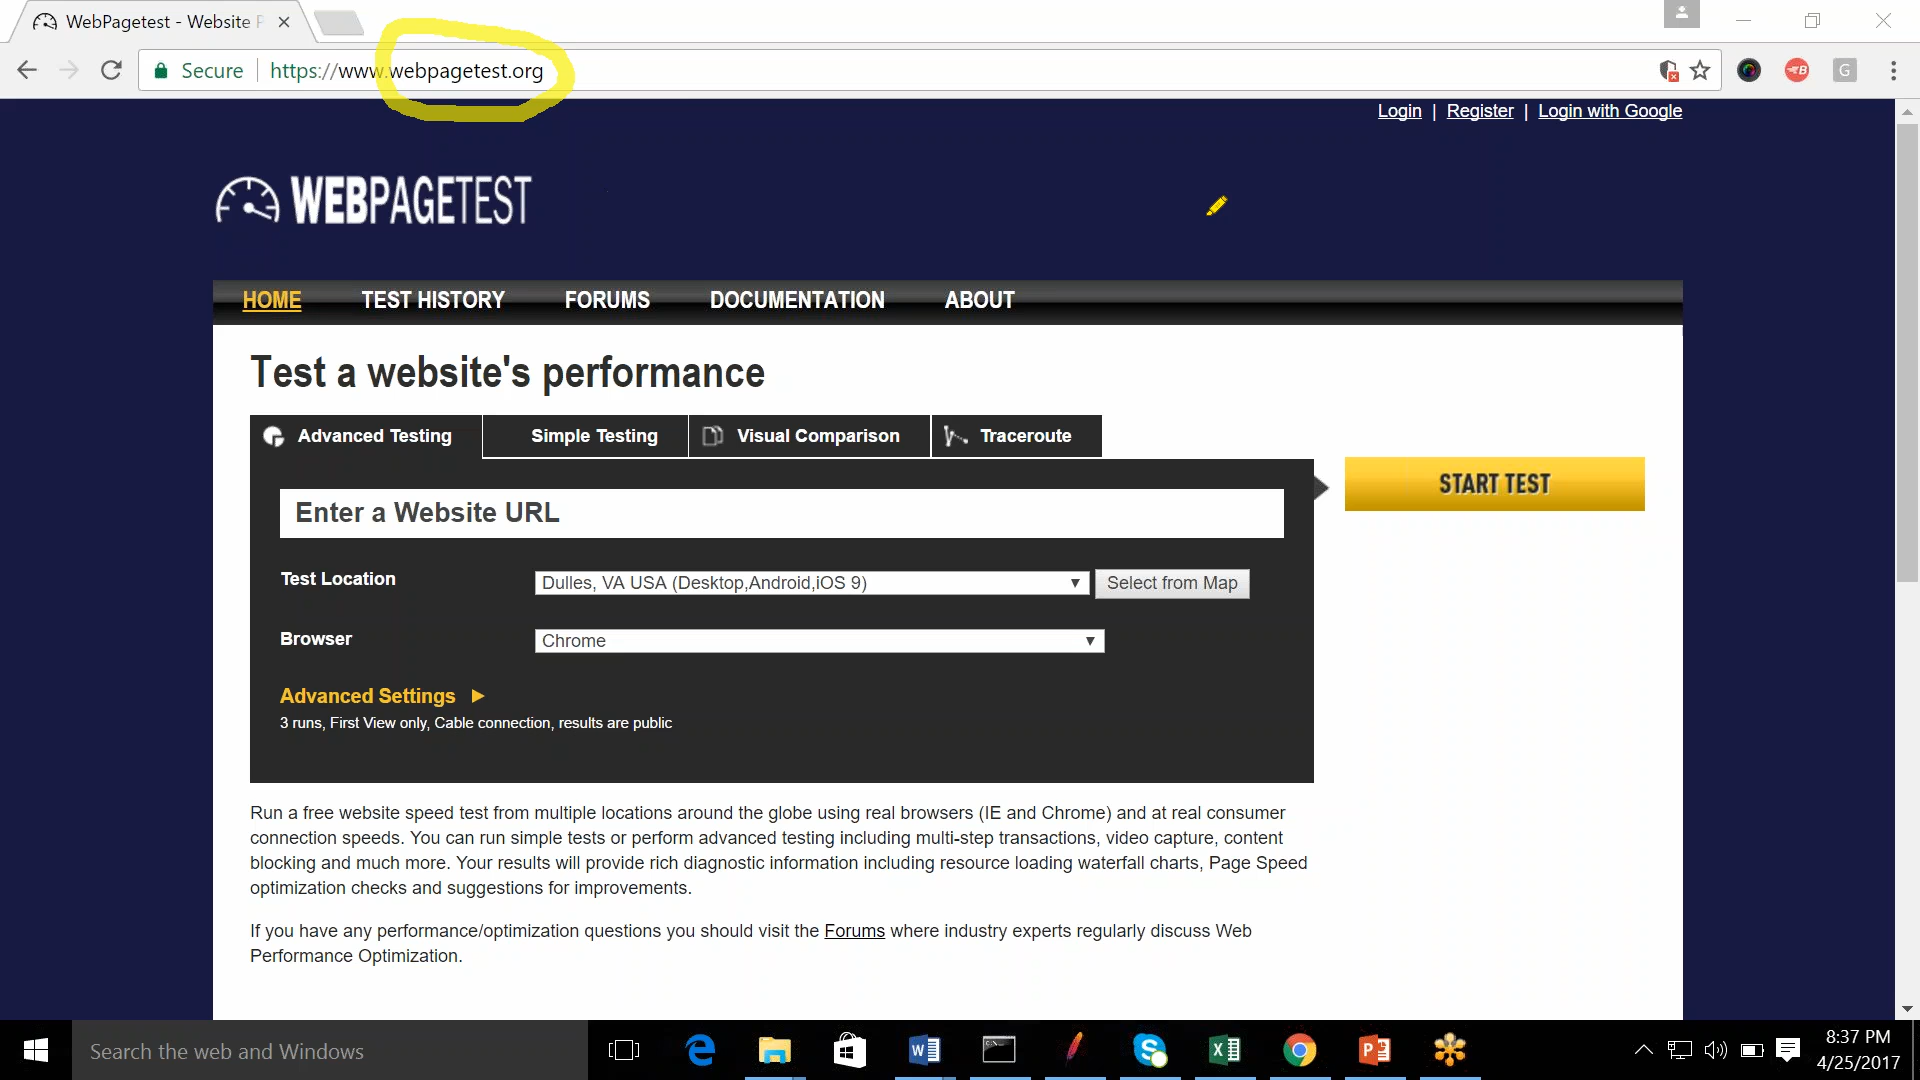 WebPagetest - Website P
Secure https://www.webpagetest.org
G
Login | Register | Login with Google
WEBPAGETEST
HOME TEST HISTORY FORUMS DOCUMENTATION ABOUT
Test a website's performance
Advanced Testing Simple Testing Visual Comparison Traceroute
START TEST
Enter a Website URL
Test Location Dulles, VA USA (Desktop,Android,iOS 9) Select from Map
Browser Chrome
Advanced Settings
3 runs, First View only, Cable connection, results are public
Run a free website speed test from multiple locations around the globe using real browsers (IE and Chrome) and at real consumer
connection speeds. You can run simple tests or perform advanced testing including multi-step transactions, video capture, content
blocking and much more. Your results will provide rich diagnostic information including resource loading waterfall charts, Page Speed
optimization checks and suggestions for improvements.
If you have any performance/optimization questions you should visit the Forums where industry experts regularly discuss Web
Performance Optimization.
Search the web and Windows
8:37 PM
4/25/2017